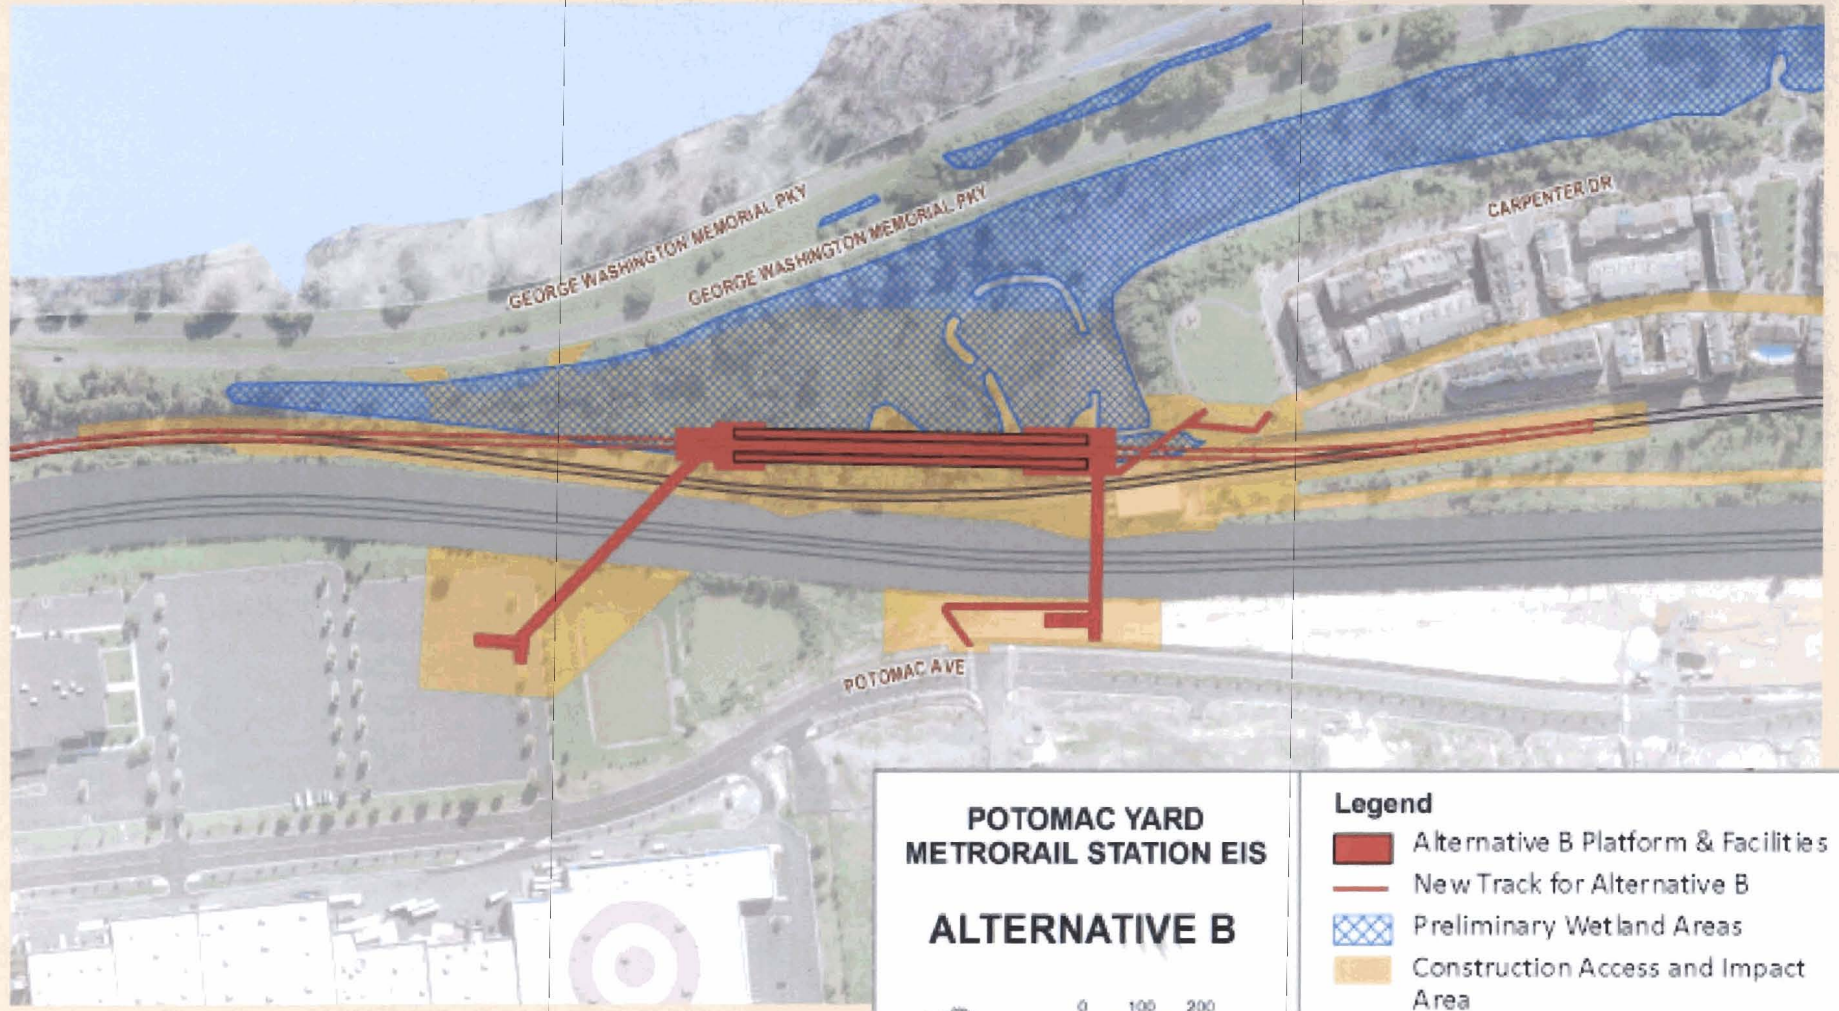 GEORGE WASHINGTON MEMORIAL PKY
GEORGE WASHINGTON MEMORIAL PKY
CARPENTER DR
POTOMAC AVE
POTOMAC YARD
METRORAIL STATION EIS
ALTERNATIVE B
0 100 200
Legend
Alternative B Platform & Facilities
New Track for Alternative B
Preliminary Wetland Areas
Construction Access and Impact
Area